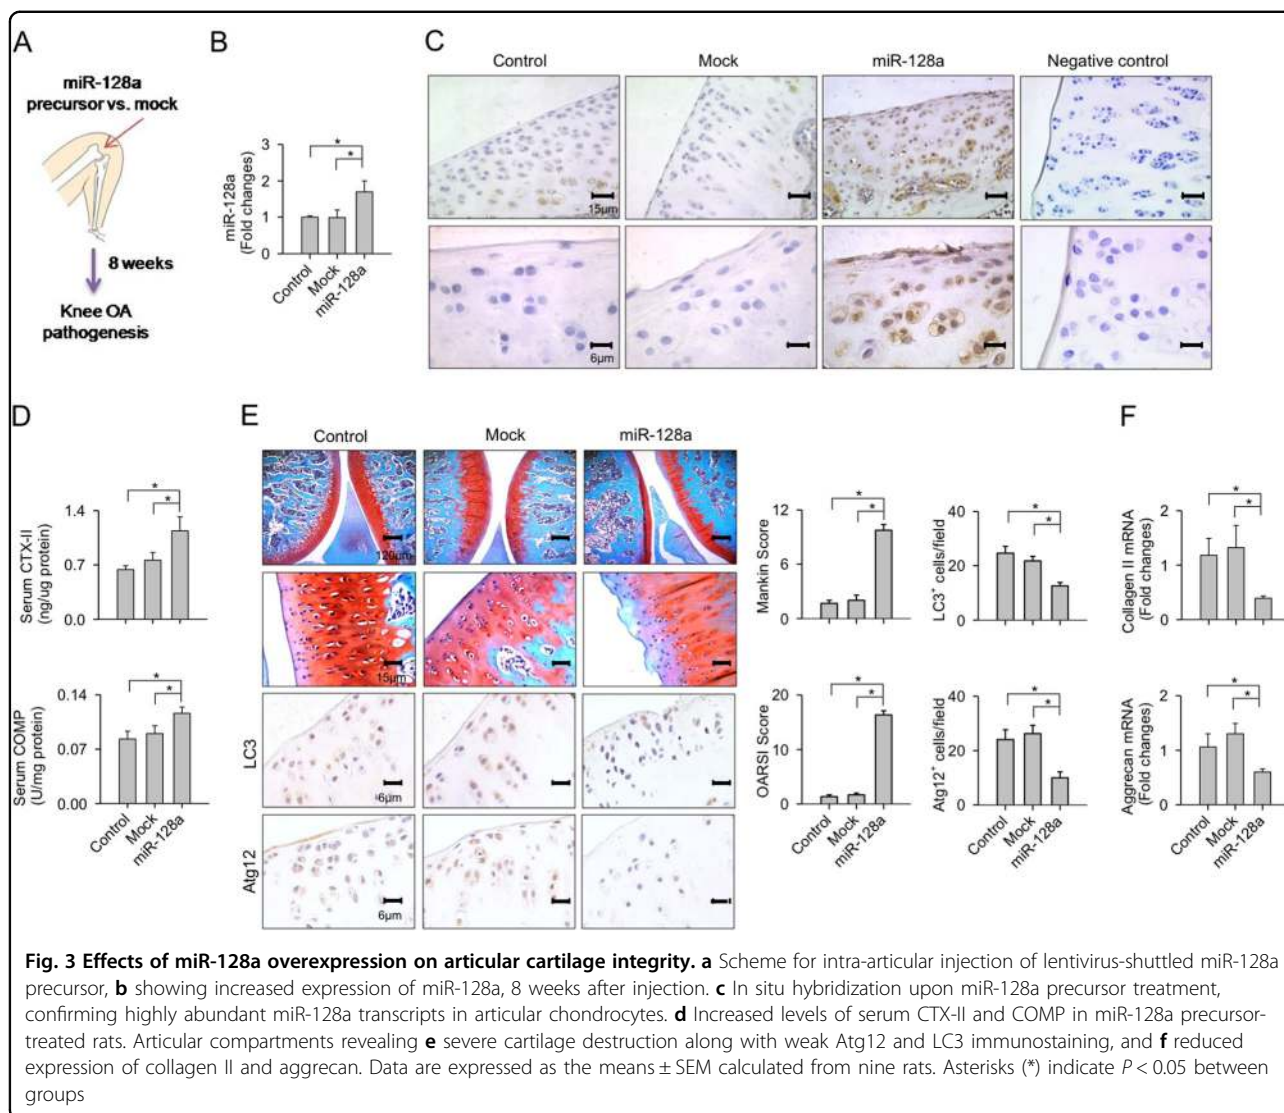 A
miR-128a
precursor vs. mock
8 weeks
Knee OA
pathogenesis
B
miR-128a
(Fold changes)
3
2
1
0
*
*
Control
Mock
miR-128a
C
Control
Mock
miR-128a
Negative control
15µm
6µm
D
Serum CTX-II
(ng/ug protein)
1.4
0.7
0.0
*
*
Serum COMP
(U/mg protein)
0.14
0.07
0.00
*
*
Control
Mock
miR-128a
E
Control
Mock
miR-128a
120µm
15µm
LC3
6µm
Atg12
6µm
Mankin Score
12
6
0
*
*
LC3⁺ cells/field
40
20
0
*
*
OARSI Score
20
10
0
*
*
Control
Mock
miR-128a
Atg12⁺ cells/field
40
20
0
*
*
Control
Mock
miR-128a
F
Collagen II mRNA
(Fold changes)
2
1
0
*
*
Aggrecan mRNA
(Fold changes)
2
1
0
*
*
Control
Mock
miR-128a
Fig. 3 Effects of miR-128a overexpression on articular cartilage integrity. a Scheme for intra-articular injection of lentivirus-shuttled miR-128a
precursor, b showing increased expression of miR-128a, 8 weeks after injection. c In situ hybridization upon miR-128a precursor treatment,
confirming highly abundant miR-128a transcripts in articular chondrocytes. d Increased levels of serum CTX-II and COMP in miR-128a precursor-
treated rats. Articular compartments revealing e severe cartilage destruction along with weak Atg12 and LC3 immunostaining, and f reduced
expression of collagen II and aggrecan. Data are expressed as the means ± SEM calculated from nine rats. Asterisks (*) indicate P < 0.05 between
groups